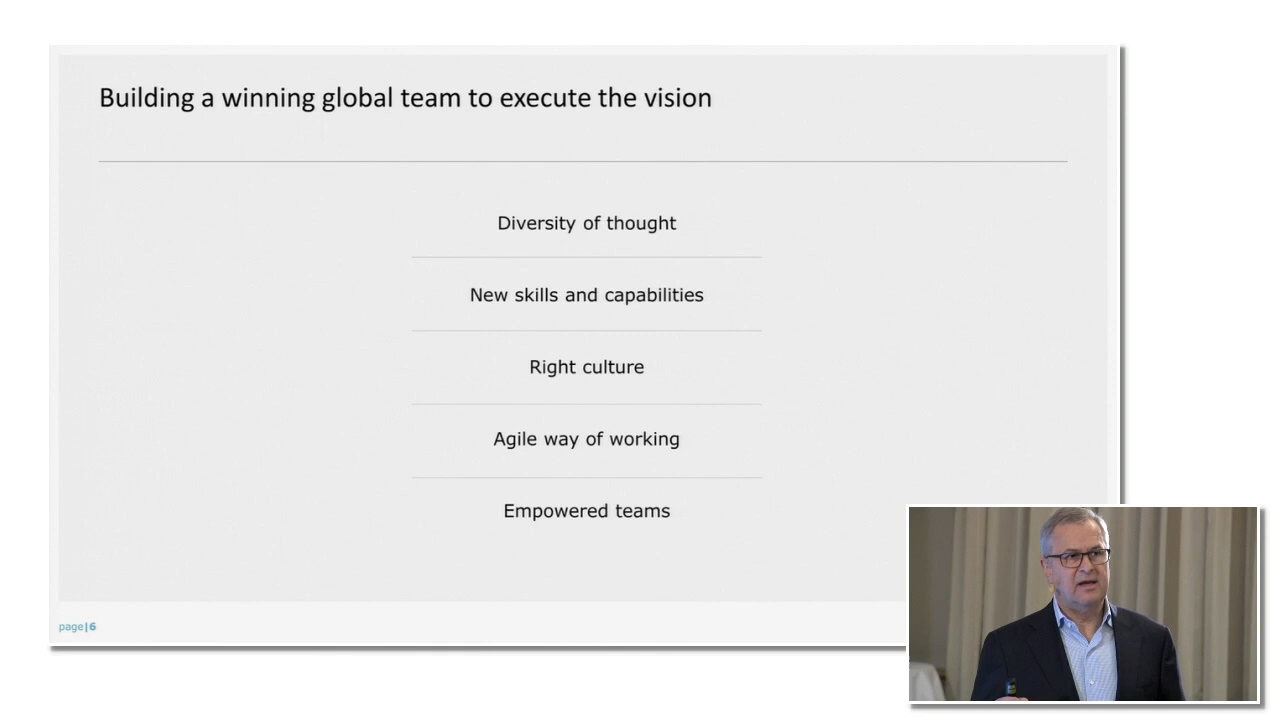 Building a winning global team to execute the vision
Diversity of thought
New skills and capabilities
Right culture
Agile way of working
Empowered teams
page|6